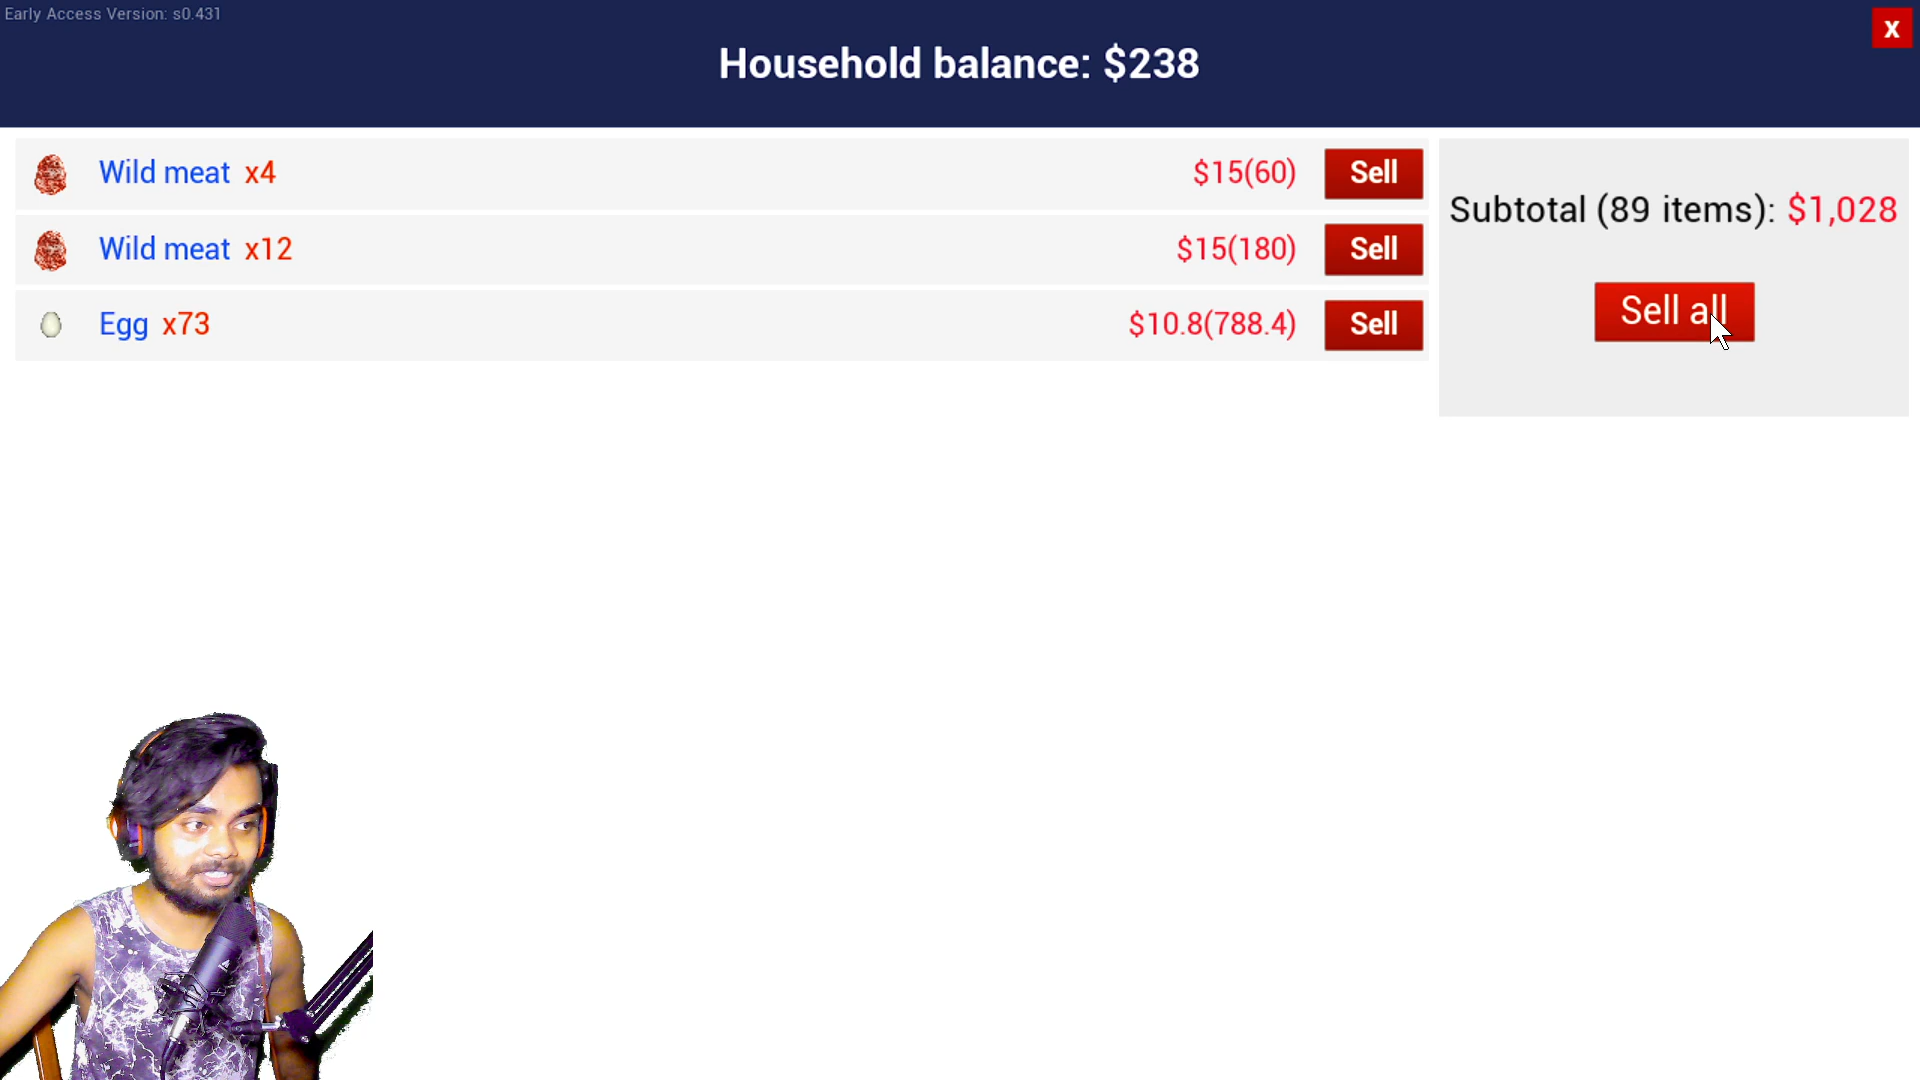 Early Access Version: s0.431
X
Household balance: $238
Wild meat x4 $15(60) Sell
Wild meat x12 $15(180) Sell
Egg x73 $10.8(788.4) Sell
Subtotal (89 items): $1,028
Sell all